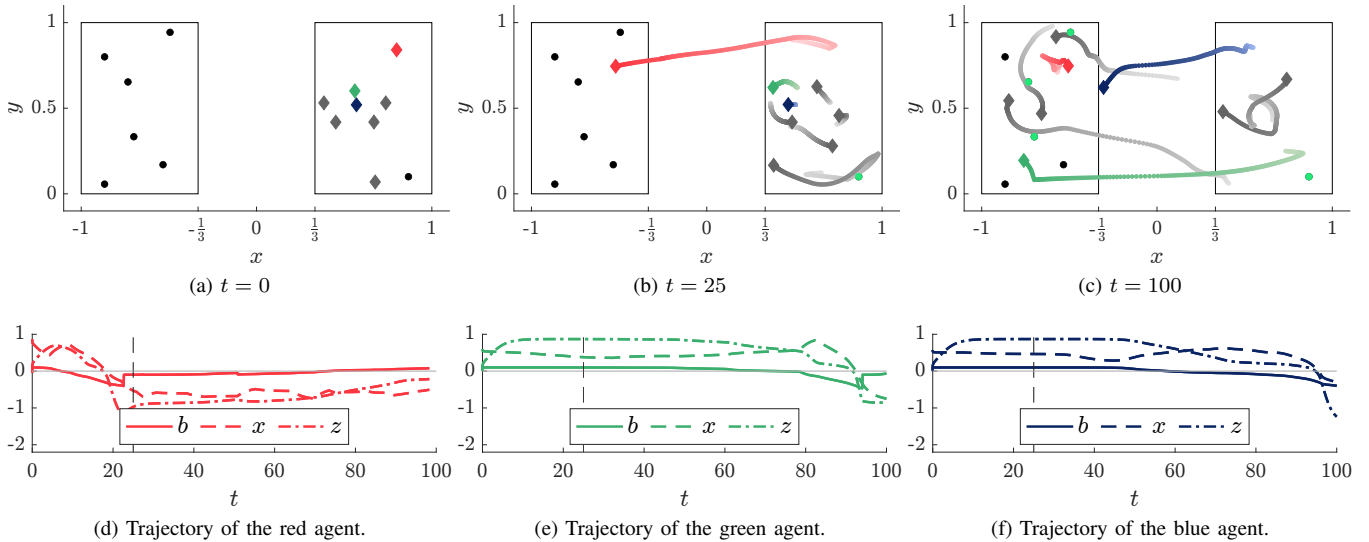 1
0.5
0
y
-1
-1/3
0
1/3
1
x
(a) t = 0
1
0.5
0
y
-1
-1/3
0
1/3
1
x
(b) t = 25
1
0.5
0
y
-1
-1/3
0
1/3
1
x
(c) t = 100
1
0
-1
-2
b x z
0 20 40 60 80 100
t
(d) Trajectory of the red agent.
1
0
-1
-2
b x z
0 20 40 60 80 100
t
(e) Trajectory of the green agent.
1
0
-1
-2
b x z
0 20 40 60 80 100
t
(f) Trajectory of the blue agent.